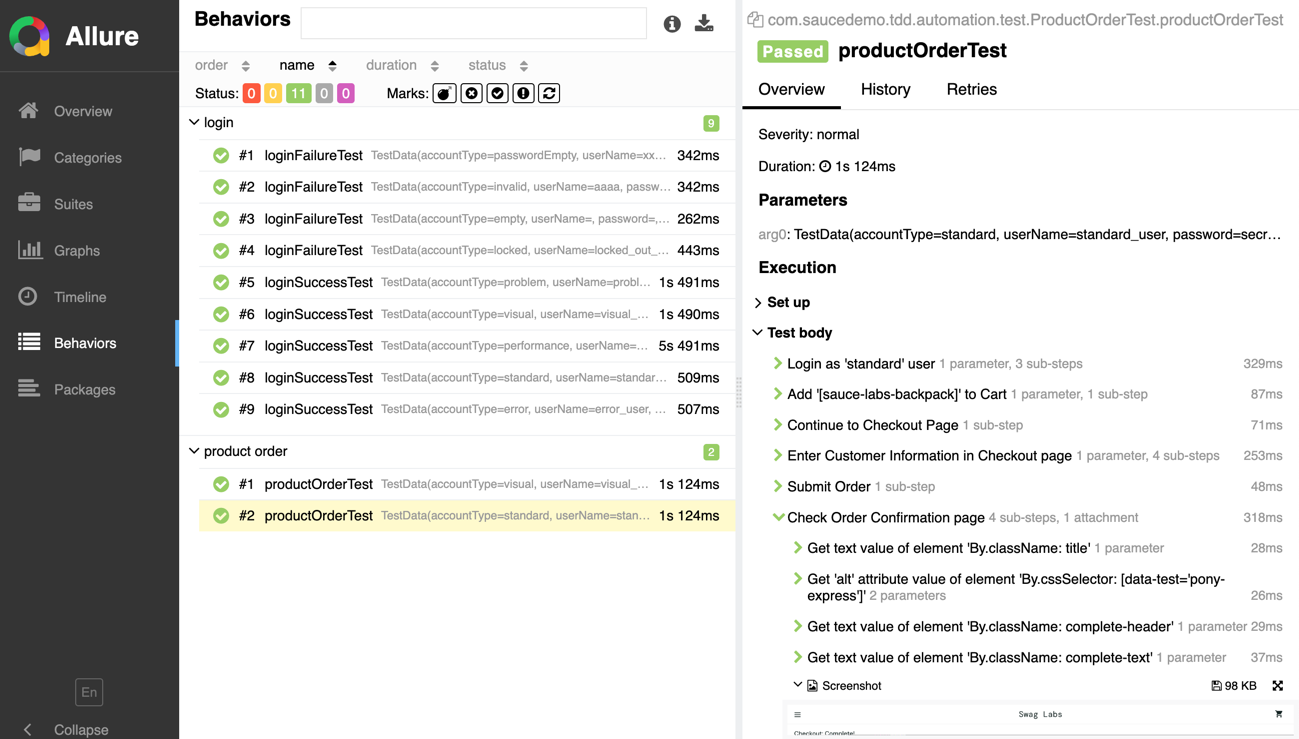 Allure
Overview
Categories
Suites
Graphs
Timeline
Behaviors
Packages
En
Collapse
Behaviors
order name duration status
Status: 0 0 11 0 0 Marks:
login 9
#1 loginFailureTest TestData(accountType=passwordEmpty, userName=xx... 342ms
#2 loginFailureTest TestData(accountType=invalid, userName=aaaa, passw... 342ms
#3 loginFailureTest TestData(accountType=empty, userName=, password=,... 262ms
#4 loginFailureTest TestData(accountType=locked, userName=locked_out_... 443ms
#5 loginSuccessTest TestData(accountType=problem, userName=probl... 1s 491ms
#6 loginSuccessTest TestData(accountType=visual, userName=visual_... 1s 490ms
#7 loginSuccessTest TestData(accountType=performance, userName=... 5s 491ms
#8 loginSuccessTest TestData(accountType=standard, userName=standar... 509ms
#9 loginSuccessTest TestData(accountType=error, userName=error_user, ... 507ms
product order 2
#1 productOrderTest TestData(accountType=visual, userName=visual_... 1s 124ms
#2 productOrderTest TestData(accountType=standard, userName=stan... 1s 124ms
com.saucedemo.tdd.automation.test.ProductOrderTest.productOrderTest
Passed productOrderTest
Overview History Retries
Severity: normal
Duration: 1s 124ms
Parameters
arg0: TestData(accountType=standard, userName=standard_user, password=secr...
Execution
Set up
Test body
Login as 'standard' user 1 parameter, 3 sub-steps 329ms
Add '[sauce-labs-backpack]' to Cart 1 parameter, 1 sub-step 87ms
Continue to Checkout Page 1 sub-step 71ms
Enter Customer Information in Checkout page 1 parameter, 4 sub-steps 253ms
Submit Order 1 sub-step 48ms
Check Order Confirmation page 4 sub-steps, 1 attachment 318ms
Get text value of element 'By.className: title' 1 parameter 28ms
Get 'alt' attribute value of element 'By.cssSelector: [data-test='pony-
express']' 2 parameters 26ms
Get text value of element 'By.className: complete-header' 1 parameter 29ms
Get text value of element 'By.className: complete-text' 1 parameter 37ms
Screenshot 98 KB
Swag Labs
Checkout: Complete!